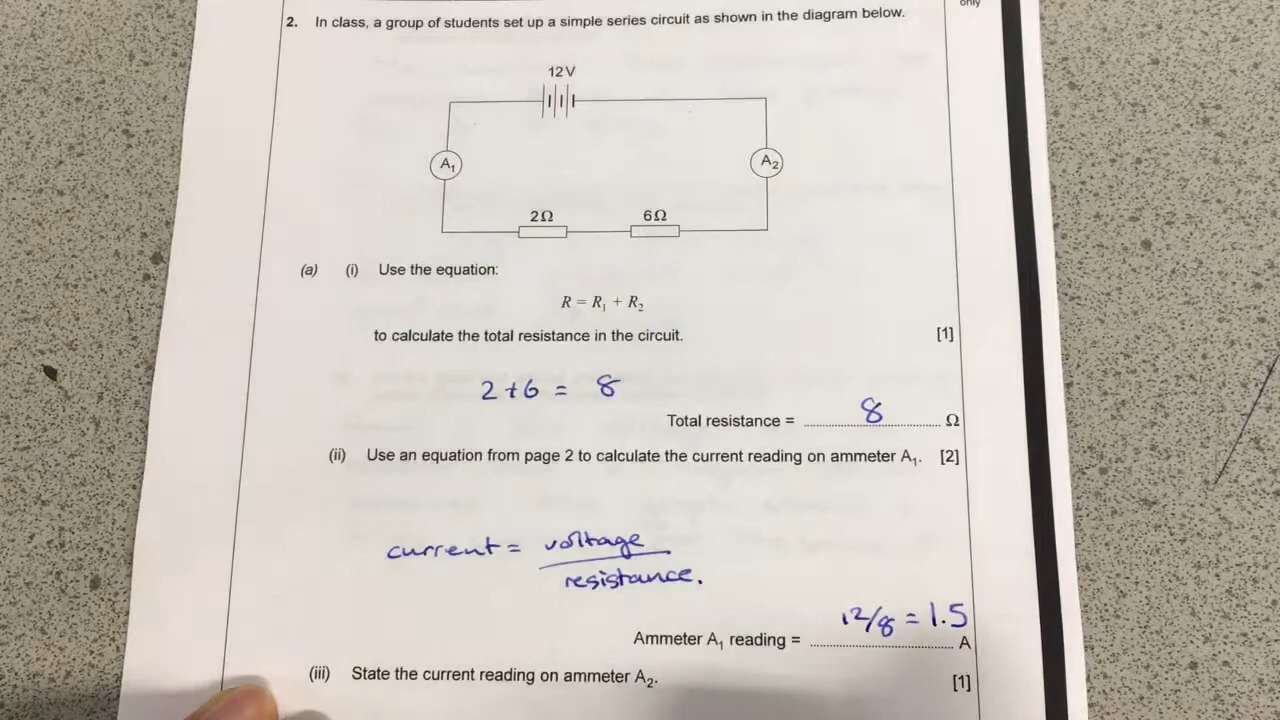 only
2. In class, a group of students set up a simple series circuit as shown in the diagram below.
12V
A₁
A₂
2Ω
6Ω
(a) (i) Use the equation:
R = R₁ + R₂
to calculate the total resistance in the circuit. [1]
2 + 6 = 8
Total resistance = 8 Ω
(ii) Use an equation from page 2 to calculate the current reading on ammeter A₁. [2]
current = voltage
resistance.
12/8 = 1.5
Ammeter A₁ reading = A
(iii) State the current reading on ammeter A₂. [1]